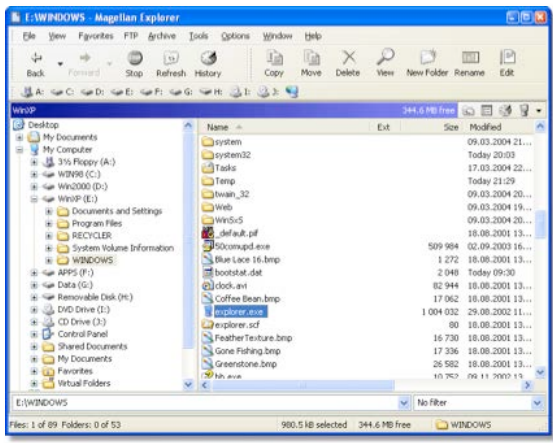 E:\WINDOWS - Magellan Explorer
File View Favorites FTP Archive Tools Options Window Help
Back Forward Stop Refresh History Copy Move Delete View New Folder Rename Edit
A: C: D: E: F: G: H: I: J:
WinXP 344.6 MB free
Desktop
My Documents
My Computer
3½ Floppy (A:)
WIN98 (C:)
Win2000 (D:)
WinXP (E:)
Documents and Settings
Program Files
RECYCLER
System Volume Information
WINDOWS
APPS (F:)
Data (G:)
Removable Disk (H:)
DVD Drive (I:)
CD Drive (J:)
Control Panel
Shared Documents
My Documents
Favorites
Virtual Folders
Name Ext Size Modified
system 09.03.2004 21...
system32 Today 20:03
Tasks 17.03.2004 22...
Temp Today 21:29
twain_32 09.03.2004 20...
Web 09.03.2004 19...
WinSxS 09.03.2004 20...
_default.pif 18.08.2001 13...
50comupd.exe 509 984 02.09.2003 16...
Blue Lace 16.bmp 1 272 18.08.2001 13...
bootstat.dat 2 048 Today 09:30
clock.avi 82 944 18.08.2001 13...
Coffee Bean.bmp 17 062 18.08.2001 13...
explorer.exe 1 004 032 29.08.2002 11...
explorer.scf 80 18.08.2001 13...
FeatherTexture.bmp 16 730 18.08.2001 13...
Gone Fishing.bmp 17 336 18.08.2001 13...
Greenstone.bmp 26 582 18.08.2001 13...
hh.exe 10 752 09.11.2002 13...
E:\WINDOWS No filter
Files: 1 of 89 Folders: 0 of 53 980.5 kB selected 344.6 MB free WINDOWS